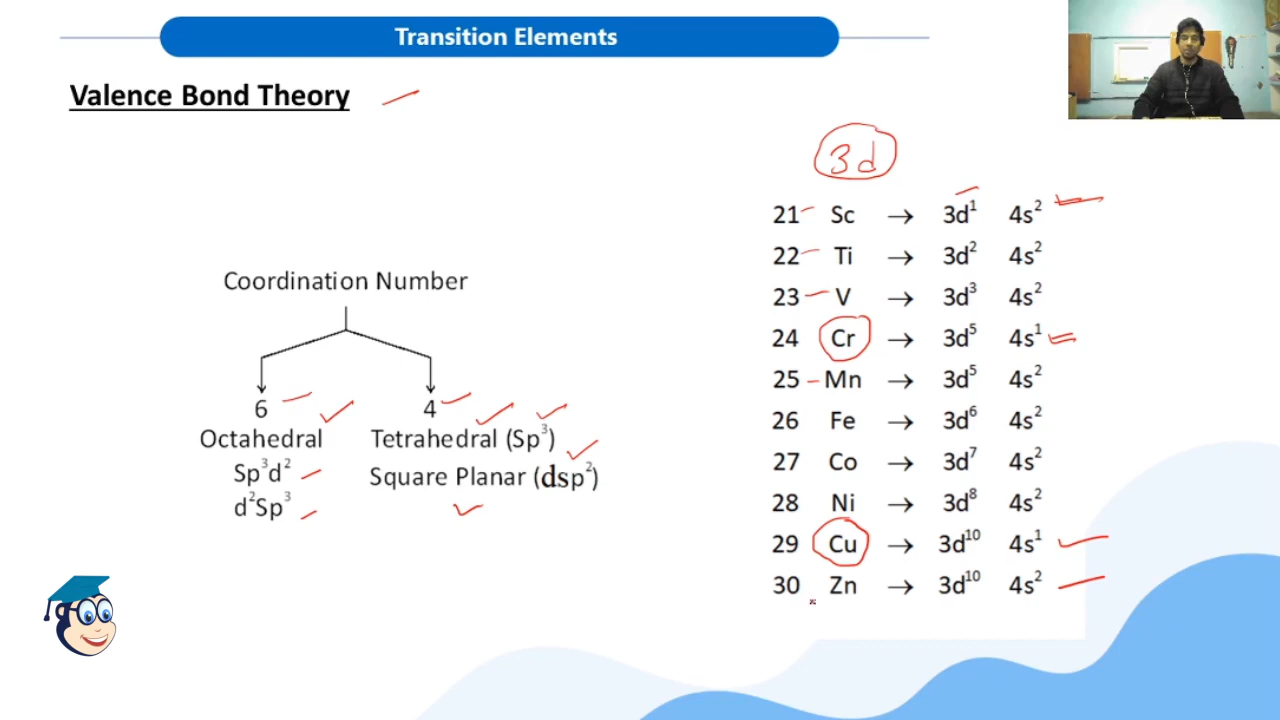 Transition Elements
Valence Bond Theory
3d
Coordination Number
6
Octahedral
Sp³d²
d²Sp³
4
Tetrahedral (Sp³)
Square Planar (dsp²)
21 Sc → 3d¹ 4s²
22 Ti → 3d² 4s²
23 V → 3d³ 4s²
24 Cr → 3d⁵ 4s¹
25 Mn → 3d⁵ 4s²
26 Fe → 3d⁶ 4s²
27 Co → 3d⁷ 4s²
28 Ni → 3d⁸ 4s²
29 Cu → 3d¹⁰ 4s¹
30 Zn → 3d¹⁰ 4s²